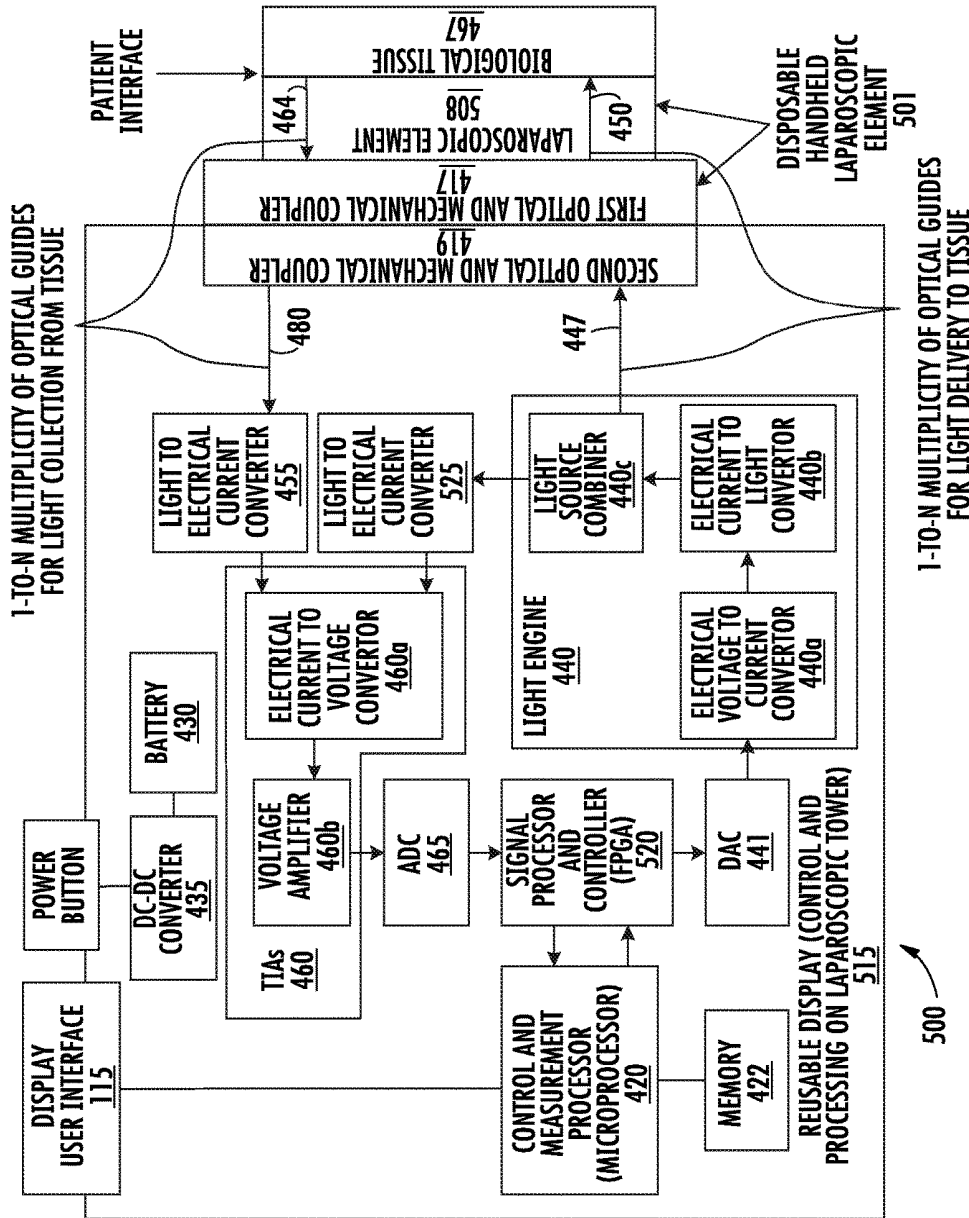 DISPLAY
USER INTERFACE
115
POWER
BUTTON
DC-DC
CONVERTER
435
BATTERY
430
1-TO-N MULTIPLICITY OF OPTICAL GUIDES
FOR LIGHT COLLECTION FROM TISSUE
PATIENT
INTERFACE
TIAs
460
VOLTAGE
AMPLIFIER
460b
ELECTRICAL
CURRENT TO
VOLTAGE
CONVERTOR
460a
LIGHT TO
ELECTRICAL
CURRENT
CONVERTER
455
LIGHT TO
ELECTRICAL
CURRENT
CONVERTER
525
480
SECOND OPTICAL AND MECHANICAL COUPLER
419
FIRST OPTICAL AND MECHANICAL COUPLER
417
464
LAPAROSCOPIC ELEMENT
508
450
BIOLOGICAL TISSUE
467
ADC
465
CONTROL AND
MEASUREMENT
PROCESSOR
(MICROPROCESSOR)
420
SIGNAL
PROCESSOR
AND
CONTROLLER
(FPGA)
520
LIGHT ENGINE
440
LIGHT
SOURCE
COMBINER
440c
447
MEMORY
422
DAC
441
ELECTRICAL
VOLTAGE TO
CURRENT
CONVERTOR
440a
ELECTRICAL
CURRENT TO
LIGHT
CONVERTOR
440b
DISPOSABLE
HANDHELD
LAPAROSCOPIC
ELEMENT
501
REUSABLE DISPLAY (CONTROL AND
PROCESSING ON LAPAROSCOPIC TOWER)
515
500
1-TO-N MULTIPLICITY OF OPTICAL GUIDES
FOR LIGHT DELIVERY TO TISSUE